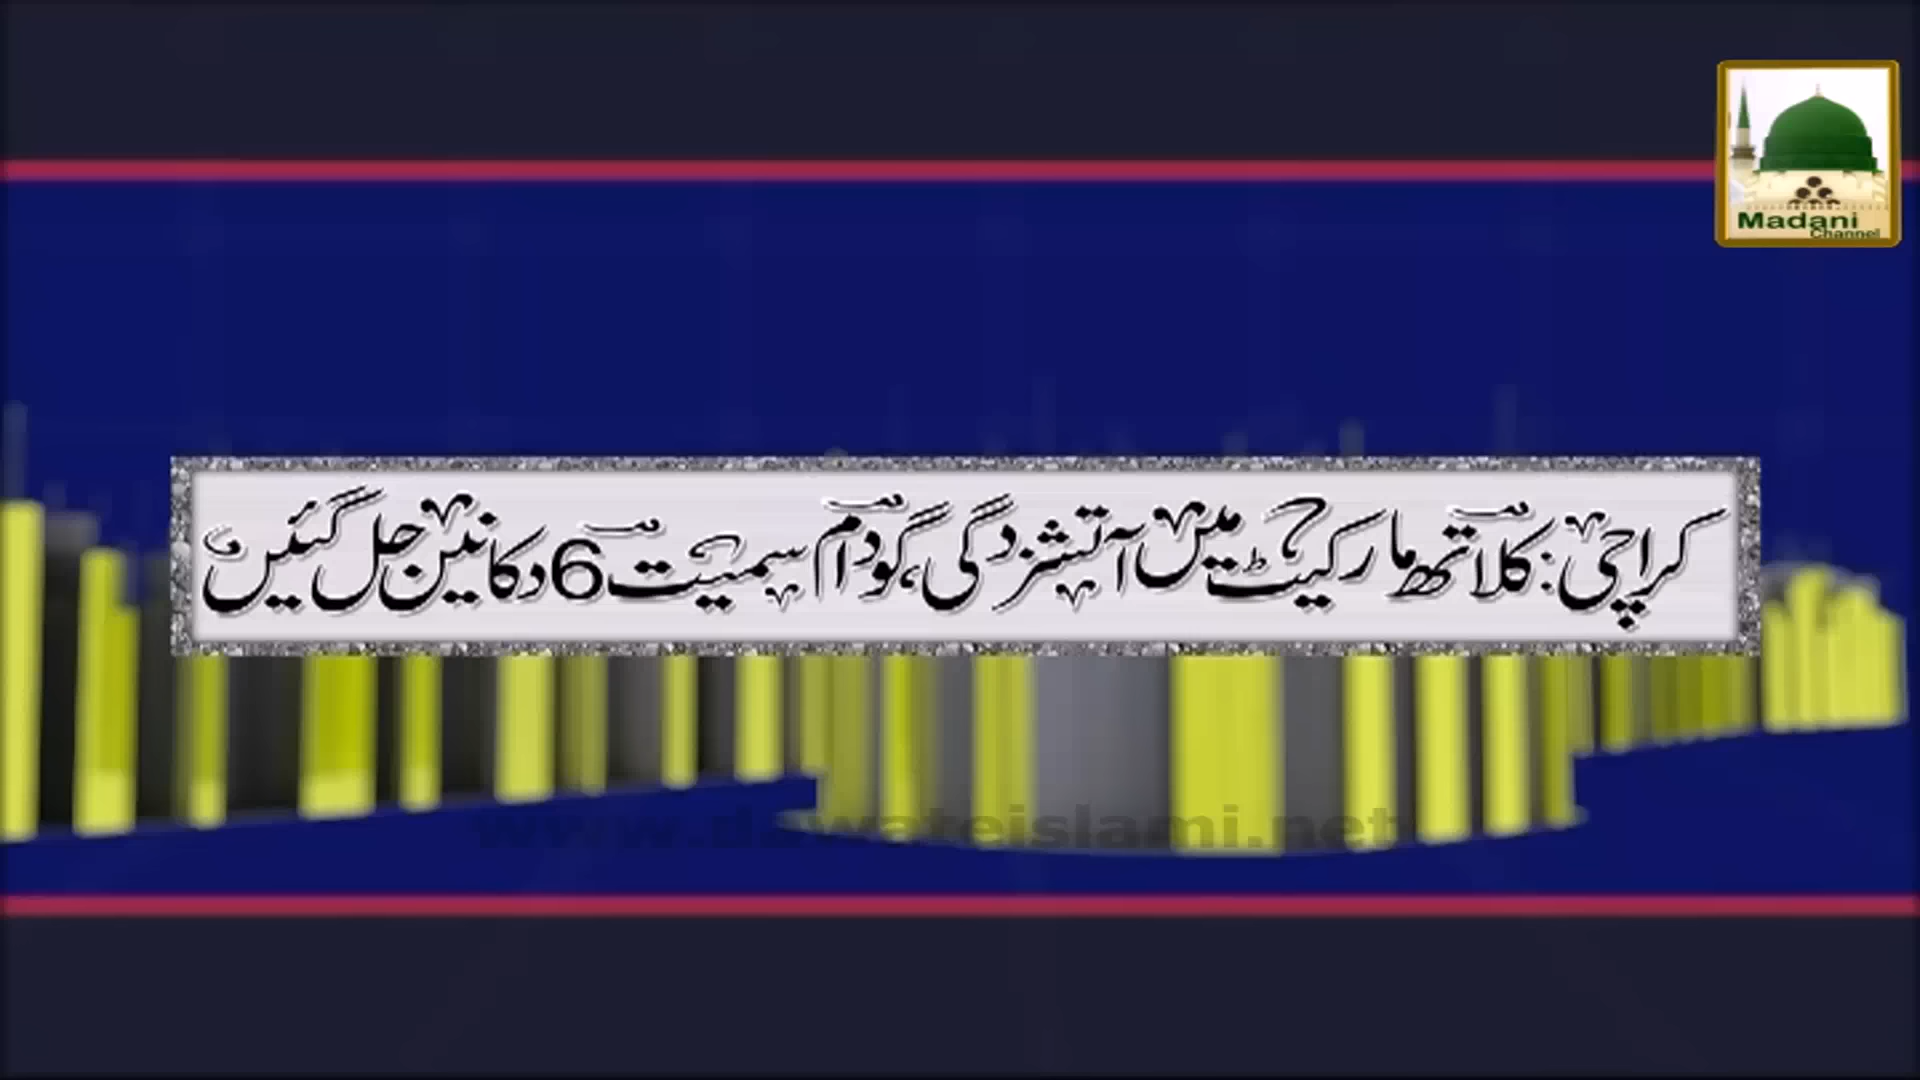 Madani
Channel
کراچی: کلاتھ مارکیٹ میں آتشزدگی، گودام سمیت 6 دکانیں جل گئیں
www.dawateislami.net